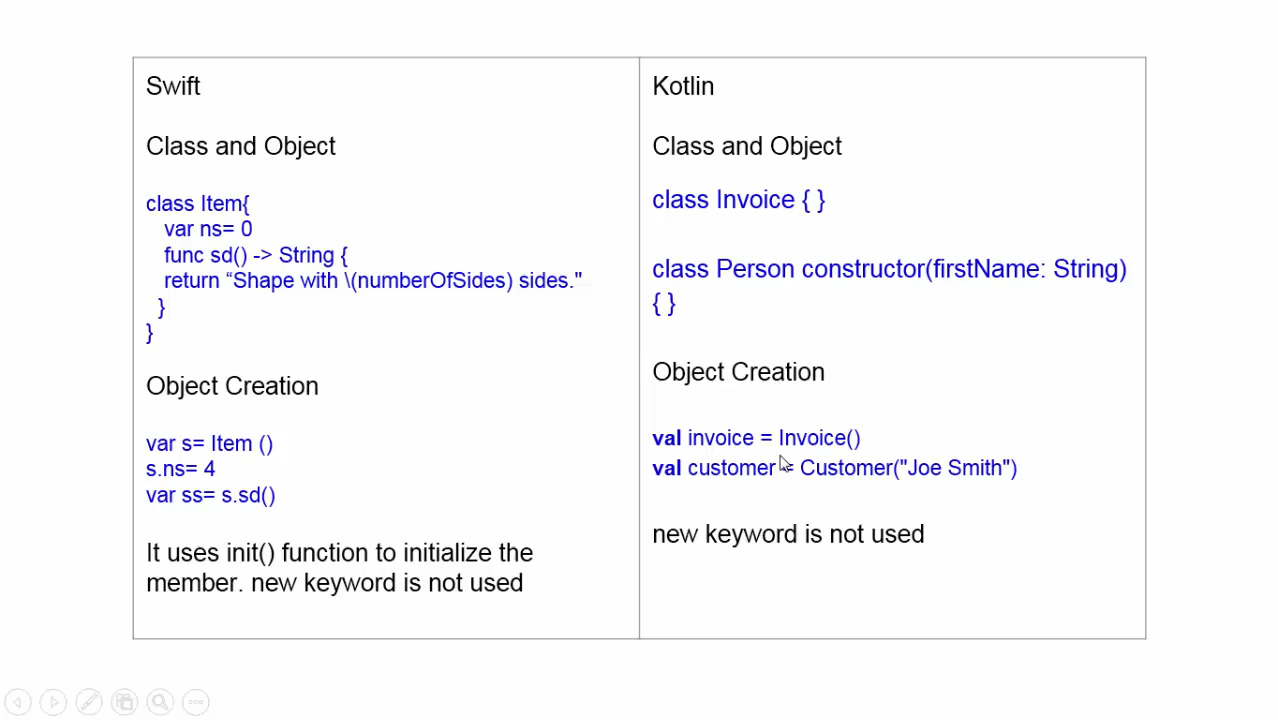 Swift
Class and Object
class Item{
var ns= 0
func sd() -> String {
return “Shape with \(numberOfSides) sides."
}
}
Object Creation
var s= Item ()
s.ns= 4
var ss= s.sd()
It uses init() function to initialize the
member. new keyword is not used
Kotlin
Class and Object
class Invoice { }
class Person constructor(firstName: String)
{ }
Object Creation
val invoice = Invoice()
val customer = Customer("Joe Smith")
new keyword is not used